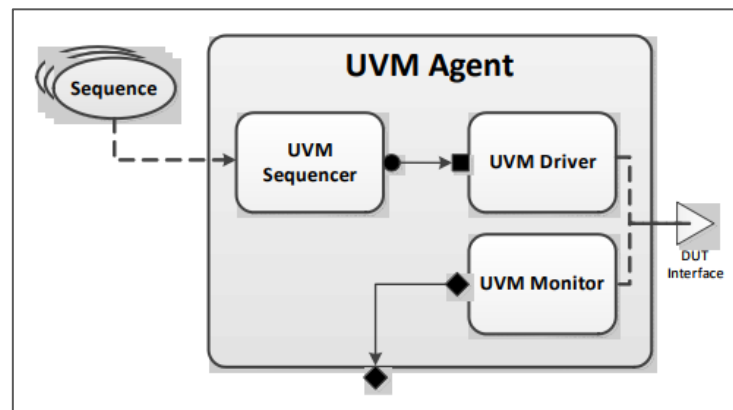 UVM Agent
Sequence
UVM
Sequencer
UVM Driver
UVM Monitor
DUT
Interface